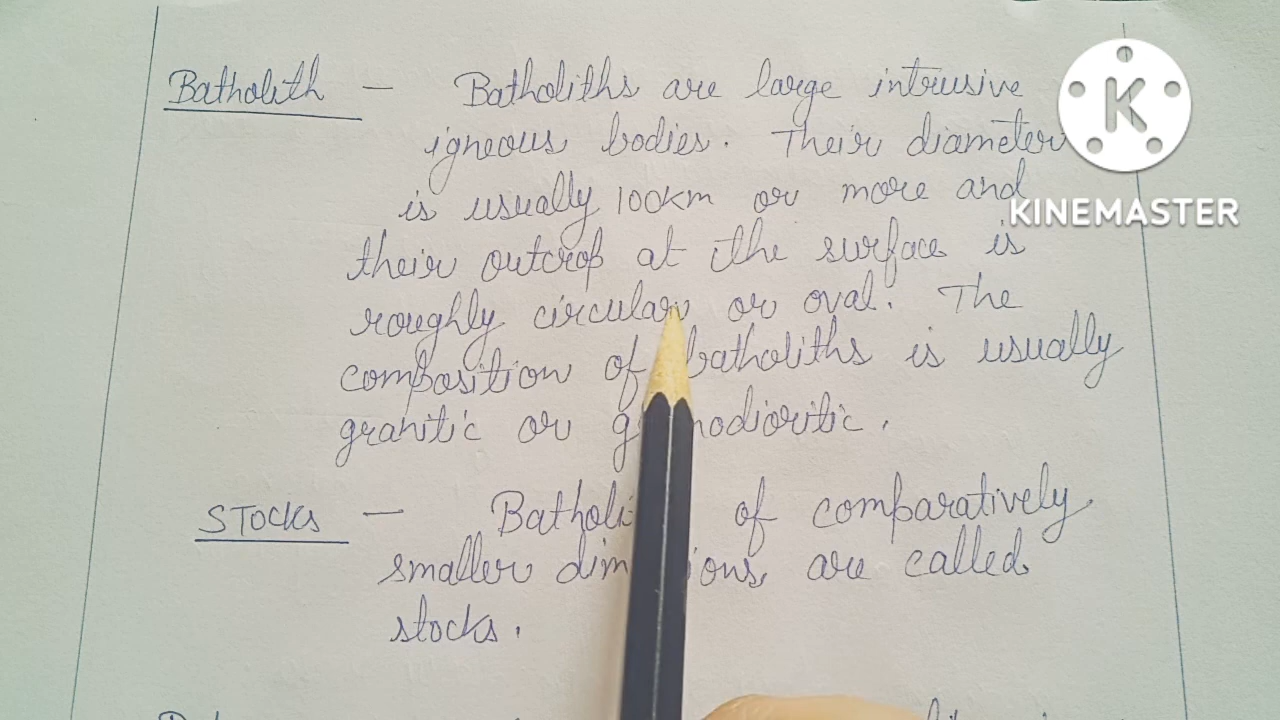 Batholith — Batholiths are large intrusive
igneous bodies. Their diameter
is usually 100km or more and
their outcrop at the surface is
roughly circular or oval. The
composition of batholiths is usually
granitic or
STOCKS — of comparatively
smaller are called
stocks.
KINEMASTER